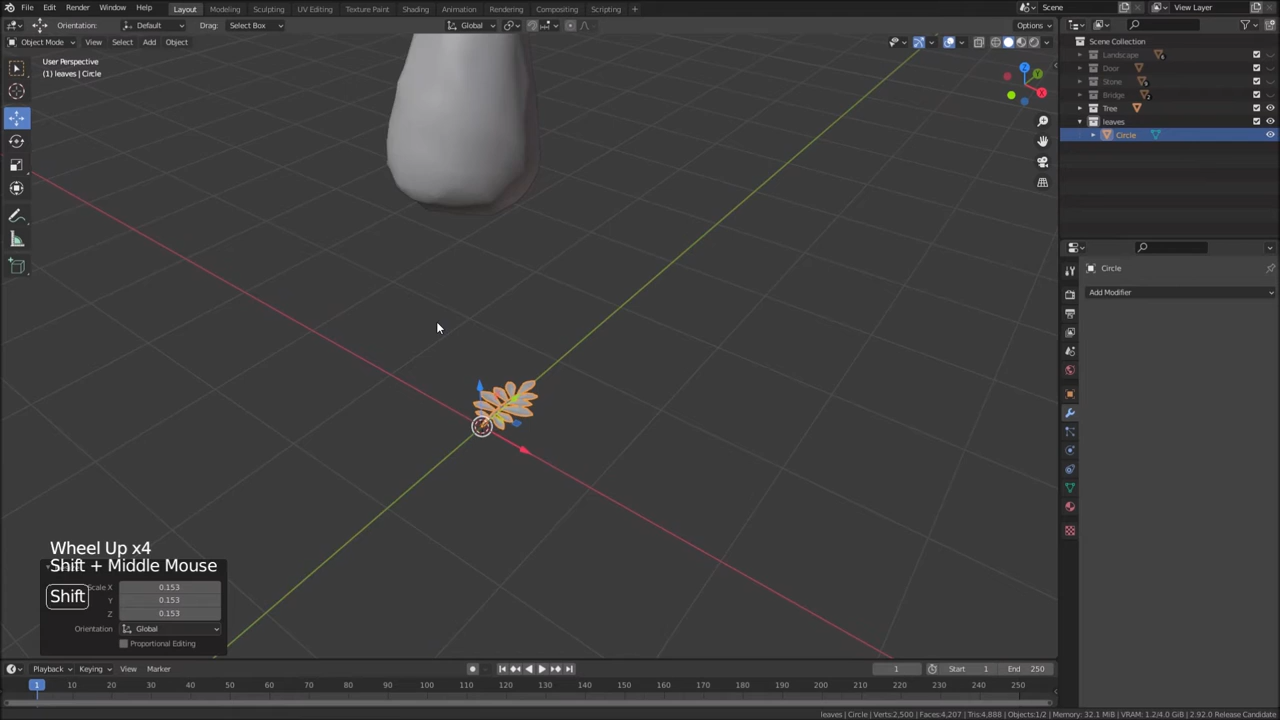 File Edit Render Window Help Layout Modeling Sculpting UV Editing Texture Paint Shading Animation Rendering Compositing Scripting + Scene View Layer
Orientation: Default Drag: Select Box Global Options
Object Mode View Select Add Object
Scene Collection
User Perspective
(1) leaves | Circle
Landscape
Door
Stone
Bridge
Tree
leaves
Circle
Z
Y
X
Circle
Add Modifier
Wheel Up x4
Shift + Middle Mouse
Shift
Scale X 0.153
Y 0.153
Z 0.153
Orientation Global
Proportional Editing
Playback Keying View Marker 1 Start 1 End 250
1 10 20 30 40 50 60 70 80 90 100 110 120 130 140 150 160 170 180 190 200 210 220 230 240 250
leaves | Circle | Verts:2,500 | Faces:4,207 | Tris:4,888 | Objects:1/2 | Memory: 32.1 MiB | VRAM: 1.2/4.0 GiB | 2.92.0 Release Candidate